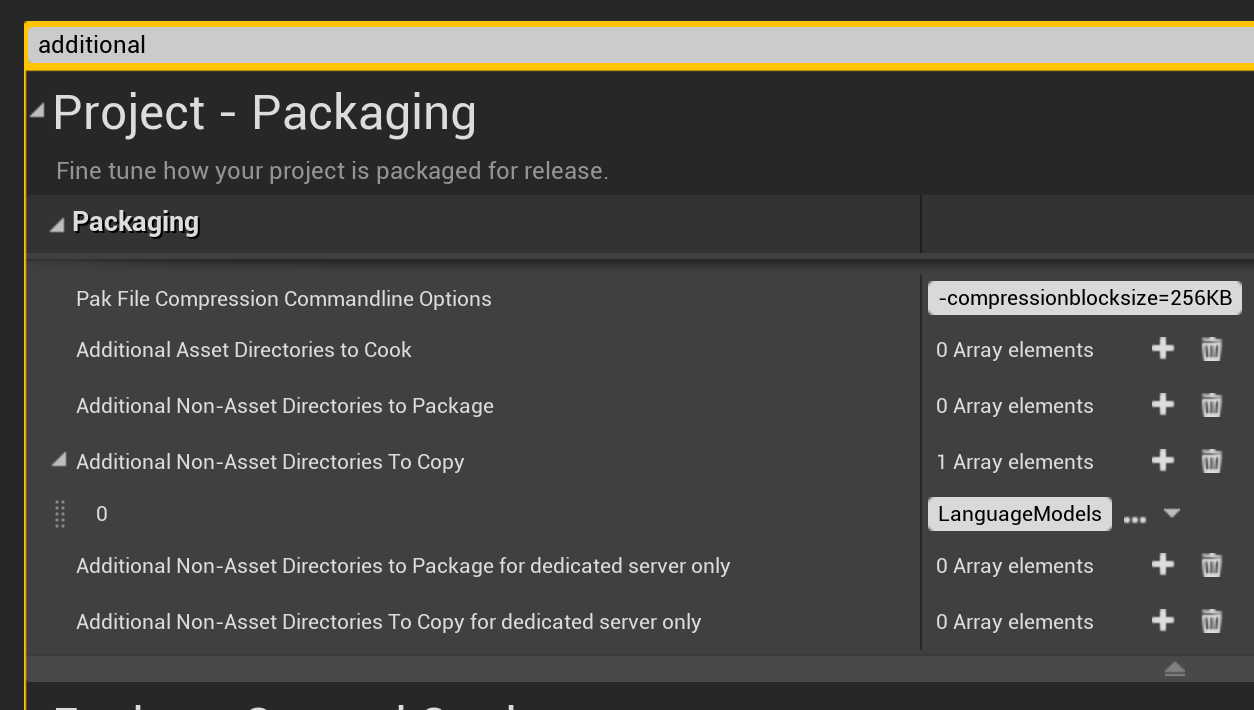 additional
Project - Packaging
Fine tune how your project is packaged for release.
Packaging
Pak File Compression Commandline Options -compressionblocksize=256KB
Additional Asset Directories to Cook 0 Array elements
Additional Non-Asset Directories to Package 0 Array elements
Additional Non-Asset Directories To Copy 1 Array elements
0 LanguageModels
Additional Non-Asset Directories to Package for dedicated server only 0 Array elements
Additional Non-Asset Directories To Copy for dedicated server only 0 Array elements